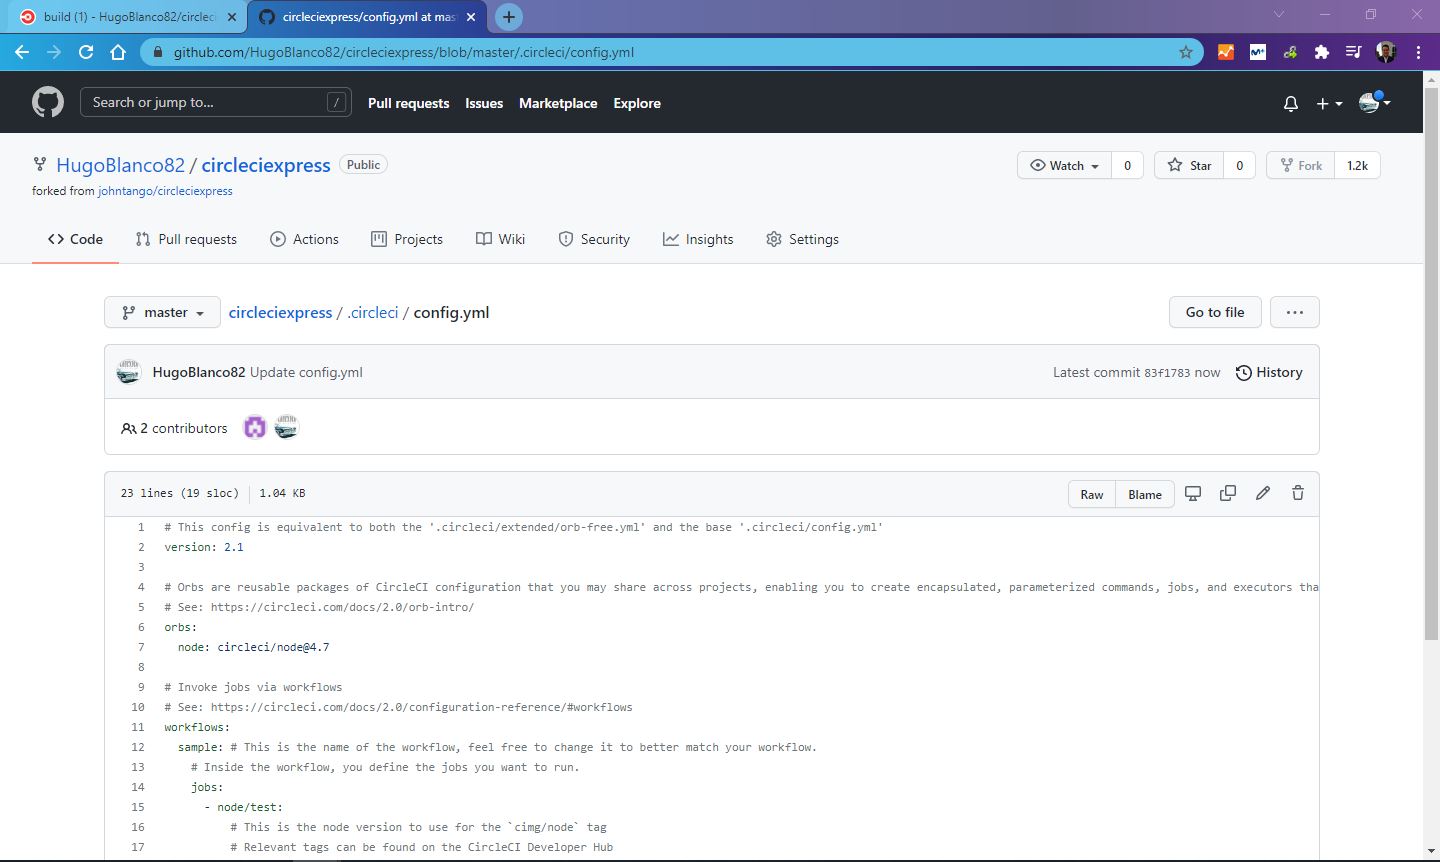 build (1) - HugoBlanco82/circleci
circleciexpress/config.yml at mas
github.com/HugoBlanco82/circleciexpress/blob/master/.circleci/config.yml
Search or jump to... /
Pull requests Issues Marketplace Explore
HugoBlanco82 / circleciexpress Public
Watch 0 Star 0 Fork 1.2k
forked from johntango/circleciexpress
Code Pull requests Actions Projects Wiki Security Insights Settings
master circleciexpress / .circleci / config.yml Go to file ...
HugoBlanco82 Update config.yml Latest commit 83f1783 now History
2 contributors
23 lines (19 sloc) 1.04 KB Raw Blame
1 # This config is equivalent to both the '.circleci/extended/orb-free.yml' and the base '.circleci/config.yml'
2 version: 2.1
3
4 # Orbs are reusable packages of CircleCI configuration that you may share across projects, enabling you to create encapsulated, parameterized commands, jobs, and executors tha
5 # See: https://circleci.com/docs/2.0/orb-intro/
6 orbs:
7 node: circleci/node@4.7
8
9 # Invoke jobs via workflows
10 # See: https://circleci.com/docs/2.0/configuration-reference/#workflows
11 workflows:
12 sample: # This is the name of the workflow, feel free to change it to better match your workflow.
13 # Inside the workflow, you define the jobs you want to run.
14 jobs:
15 - node/test:
16 # This is the node version to use for the `cimg/node` tag
17 # Relevant tags can be found on the CircleCI Developer Hub